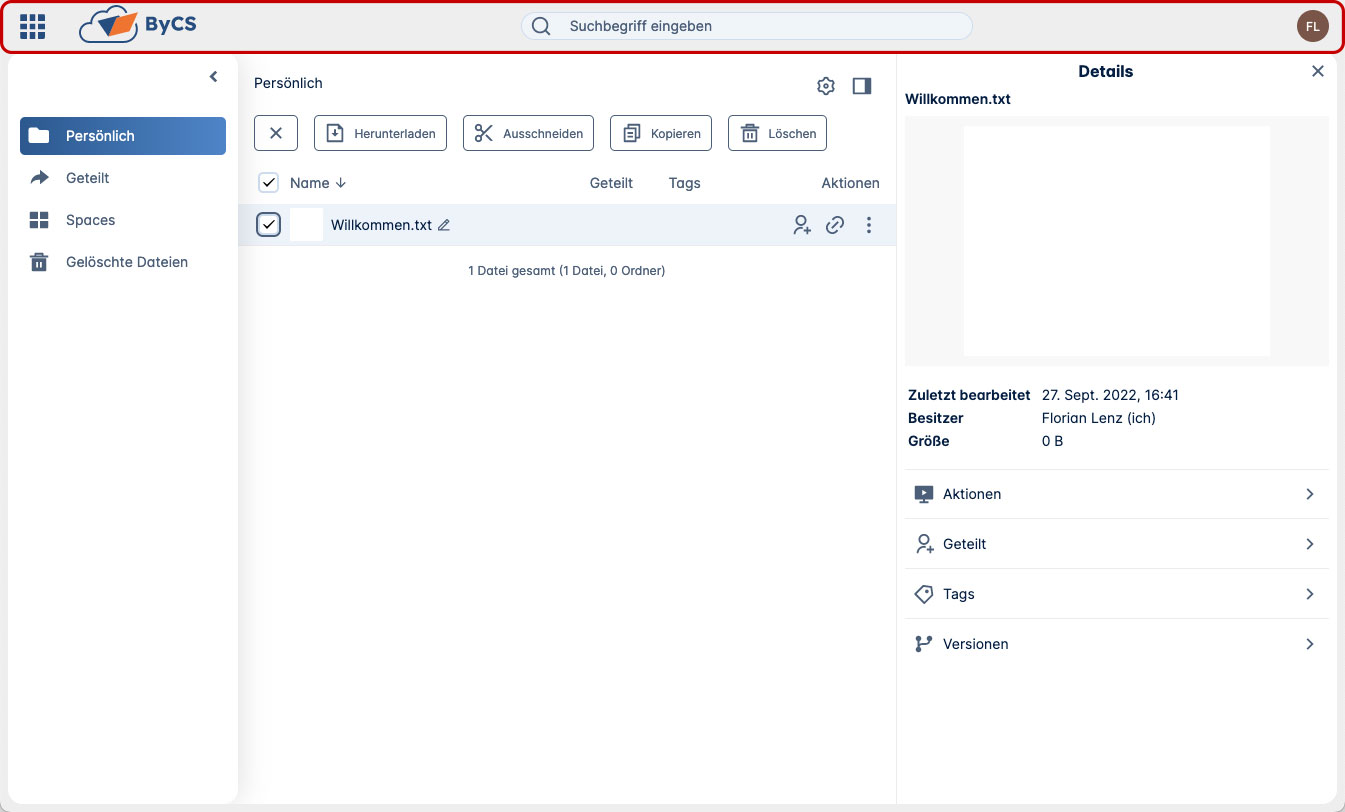 ByCS
Suchbegriff eingeben
FL
Persönlich
Geteilt
Spaces
Gelöschte Dateien
Persönlich
Herunterladen Ausschneiden Kopieren Löschen
Name Geteilt Tags Aktionen
Willkommen.txt
1 Datei gesamt (1 Datei, 0 Ordner)
Details
Willkommen.txt
Zuletzt bearbeitet 27. Sept. 2022, 16:41
Besitzer Florian Lenz (ich)
Größe 0 B
Aktionen
Geteilt
Tags
Versionen